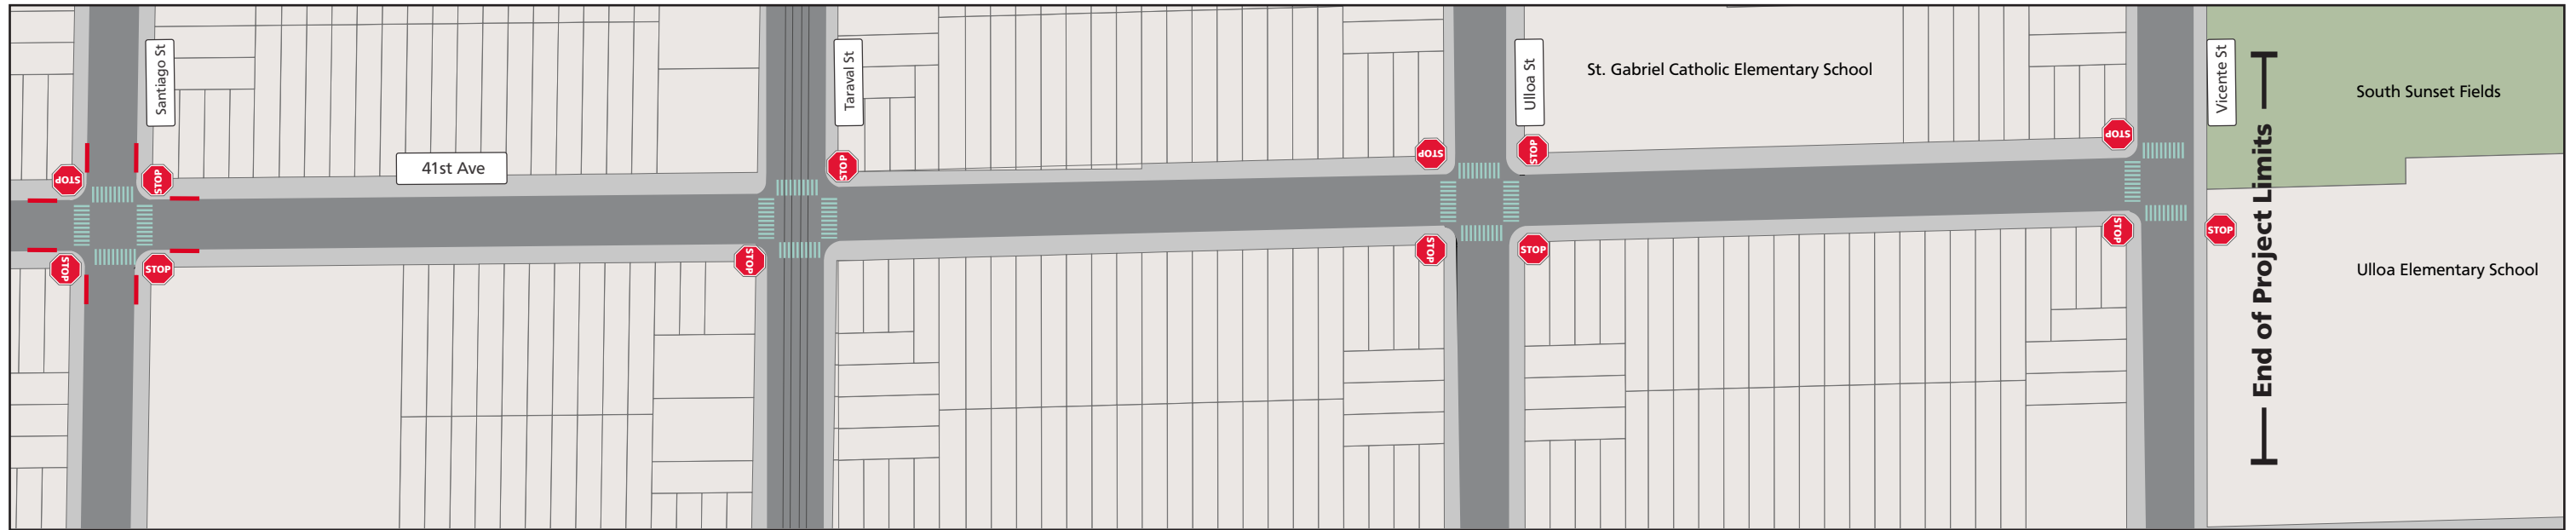 Santiago St
Taraval St
Ulloa St
Vicente St
St. Gabriel Catholic Elementary School
South Sunset Fields
41st Ave
End of Project Limits
Ulloa Elementary School
STOP
STOP
STOP
STOP
STOP
STOP
STOP
STOP
STOP
STOP
STOP
STOP
STOP